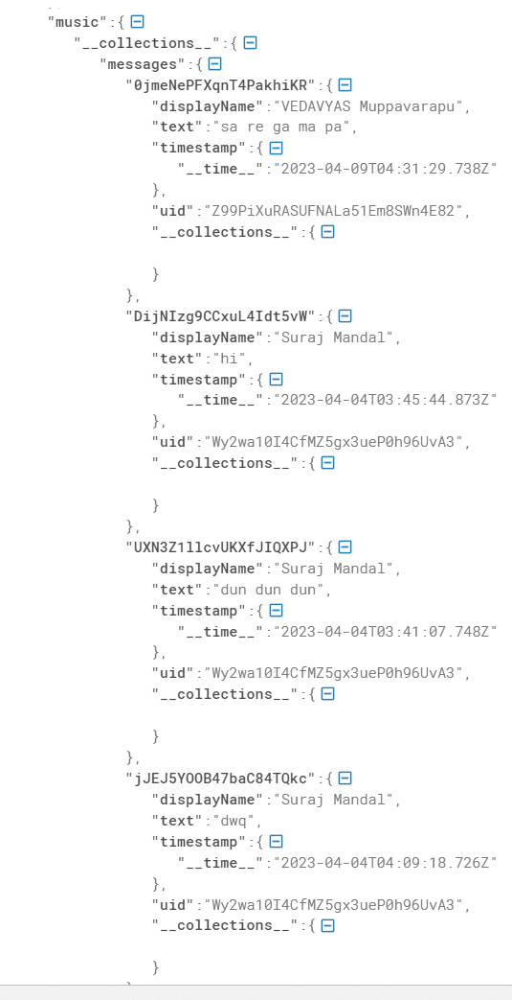 "music":{
"__collections__":{
"messages":{
"0jmeNePFXqnT4PakhiKR":{
"displayName":"VEDAVYAS Muppavarapu",
"text":"sa re ga ma pa",
"timestamp":{
"__time__":"2023-04-09T04:31:29.738Z"
},
"uid":"Z99PiXuRASUFNALa51Em8SWn4E82",
"__collections__":{
}
},
"DijNIzg9CCxuL4Idt5vW":{
"displayName":"Suraj Mandal",
"text":"hi",
"timestamp":{
"__time__":"2023-04-04T03:45:44.873Z"
},
"uid":"Wy2wa10I4CfMZ5gx3ueP0h96UvA3",
"__collections__":{
}
},
"UXN3Z1llcvUKXfJIQXPJ":{
"displayName":"Suraj Mandal",
"text":"dun dun dun",
"timestamp":{
"__time__":"2023-04-04T03:41:07.748Z"
},
"uid":"Wy2wa10I4CfMZ5gx3ueP0h96UvA3",
"__collections__":{
}
},
"jJEJ5YOOB47baC84TQkc":{
"displayName":"Suraj Mandal",
"text":"dwq",
"timestamp":{
"__time__":"2023-04-04T04:09:18.726Z"
},
"uid":"Wy2wa10I4CfMZ5gx3ueP0h96UvA3",
"__collections__":{
}